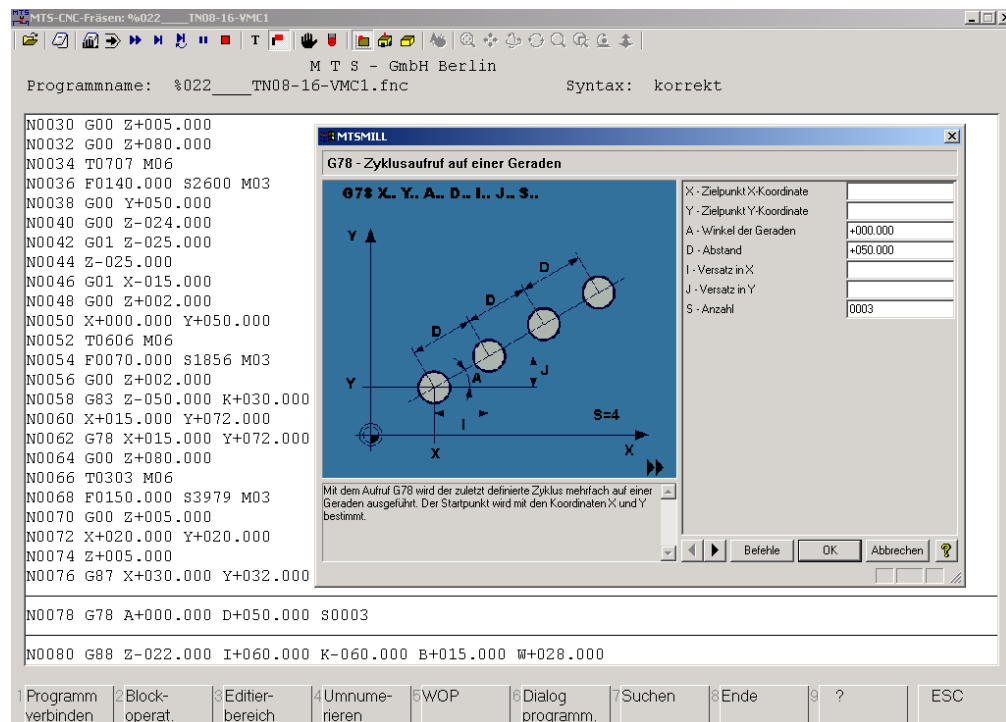 MTS-CNC-Fräsen: %022____TN08-16-VMC1
M T S - GmbH Berlin
Programmname: %022____TN08-16-VMC1.fnc Syntax: korrekt
N0030 G00 Z+005.000
N0032 G00 Z+080.000
N0034 T0707 M06
N0036 F0140.000 S2600 M03
N0038 G00 Y+050.000
N0040 G00 Z-024.000
N0042 G01 Z-025.000
N0044 Z-025.000
N0046 G01 X-015.000
N0048 G00 Z+002.000
N0050 X+000.000 Y+050.000
N0052 T0606 M06
N0054 F0070.000 S1856 M03
N0056 G00 Z+002.000
N0058 G83 Z-050.000 K+030.000
N0060 X+015.000 Y+072.000
N0062 G78 X+015.000 Y+072.000
N0064 G00 Z+080.000
N0066 T0303 M06
N0068 F0150.000 S3979 M03
N0070 G00 Z+005.000
N0072 X+020.000 Y+020.000
N0074 Z+005.000
N0076 G87 X+030.000 Y+032.000
MTSMILL
G78 - Zyklusaufruf auf einer Geraden
G78 X.. Y.. A.. D.. I.. J.. S..
Y
D
D
D
Y
A
J
I
S=4
X
X
Mit dem Aufruf G78 wird der zuletzt definierte Zyklus mehrfach auf einer
Geraden ausgeführt. Der Startpunkt wird mit den Koordinaten X und Y
bestimmt.
X - Zielpunkt X-Koordinate
Y - Zielpunkt Y-Koordinate
A - Winkel der Geraden +000.000
D - Abstand +050.000
I - Versatz in X
J - Versatz in Y
S - Anzahl 0003
Befehle OK Abbrechen ?
N0078 G78 A+000.000 D+050.000 S0003
N0080 G88 Z-022.000 I+060.000 K-060.000 B+015.000 W+028.000
1 Programm verbinden
2 Block- operat.
3 Editier- bereich
4 Umnume- rieren
5 WOP
6 Dialog programm.
7 Suchen
8 Ende
9 ?
ESC